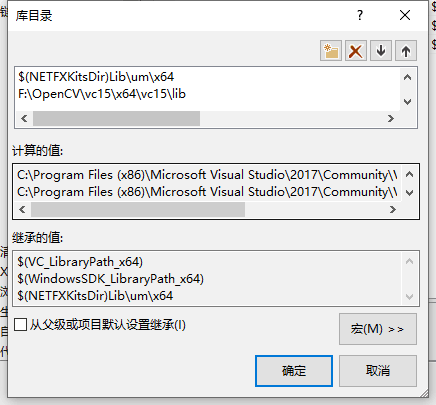 库目录
$(NETFXKitsDir)Lib\um\x64
F:\OpenCV\vc15\x64\vc15\lib
计算的值:
C:\Program Files (x86)\Microsoft Visual Studio\2017\Community\\
C:\Program Files (x86)\Microsoft Visual Studio\2017\Community\\
继承的值:
$(VC_LibraryPath_x64)
$(WindowsSDK_LibraryPath_x64)
$(NETFXKitsDir)Lib\um\x64
从父级或项目默认设置继承(I)
宏(M) >>
确定
取消